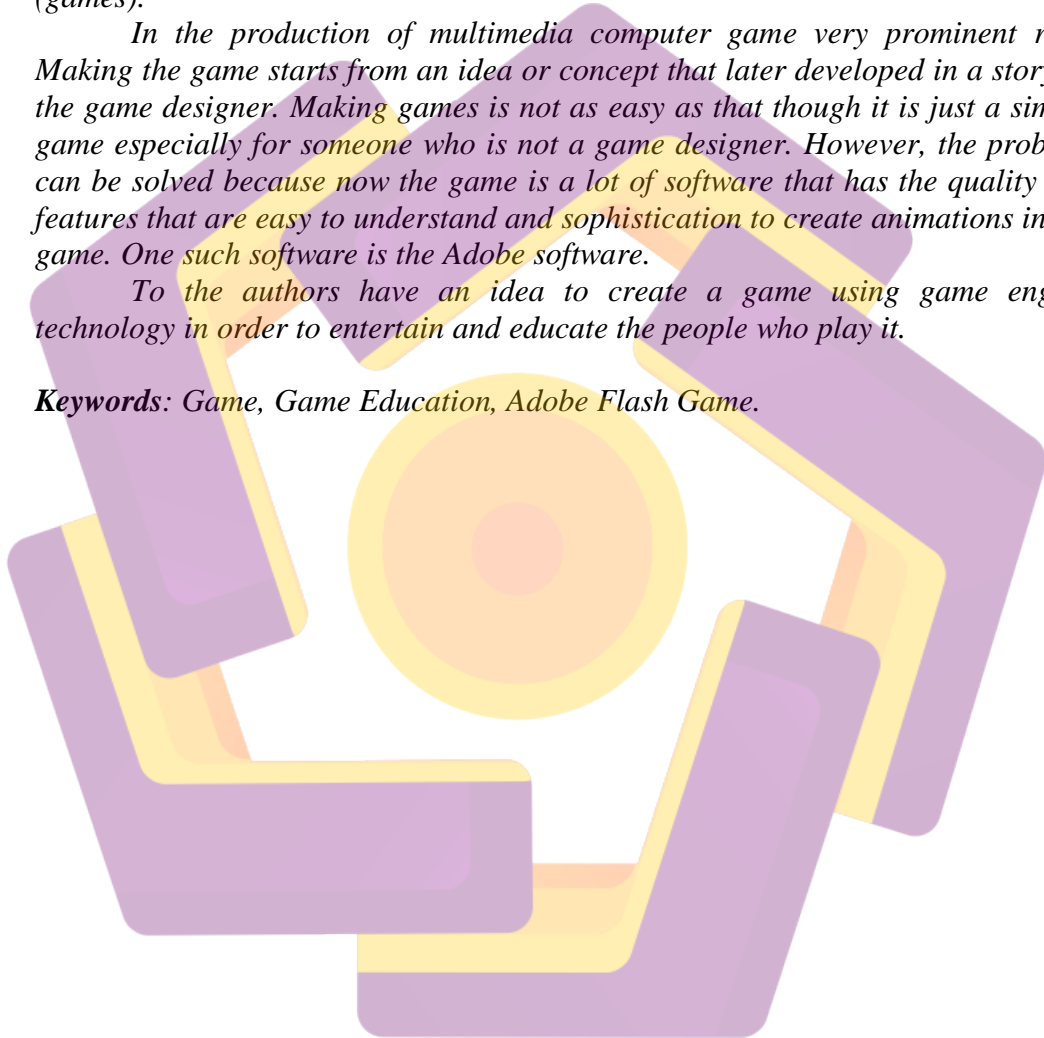 (games).
In the production of multimedia computer game very prominent
Making the game starts from an idea or concept that later developed in a story
the game designer. Making games is not as easy as that though it is just a
game especially for someone who is not a game designer. However, the
can be solved because now the game is a lot of software that has the quality
features that are easy to understand and sophistication to create animations in
game. One such software is the Adobe software.
To the authors have an idea to create a game using game
technology in order to entertain and educate the people who play it.
Keywords: Game, Game Education, Adobe Flash Game.